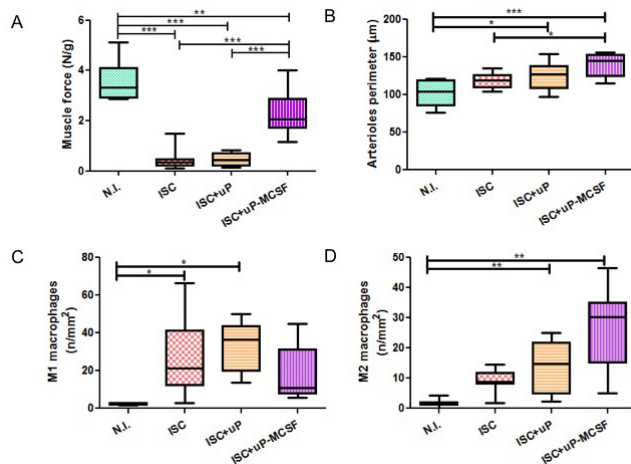 A
Muscle force (N/g)
6
4
2
0
**
***
***
***
***
N.I.
ISC
ISC+uP
ISC+uP-MCSF
B
Arterioles perimeter (µm)
200
150
100
50
0
***
*
*
N.I.
ISC
ISC+uP
ISC+uP-MCSF
C
M1 macrophages
(n/mm²)
80
60
40
20
0
*
*
N.I.
ISC
ISC+uP
ISC+uP-MCSF
D
M2 macrophages
(n/mm²)
50
40
30
20
10
0
**
**
N.I.
ISC
ISC+uP
ISC+uP-MCSF